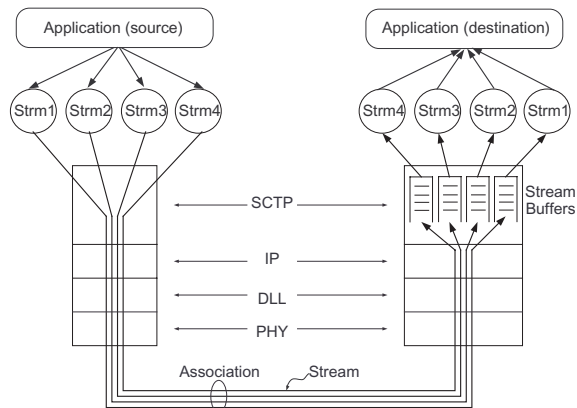 Application (source)
Application (destination)
Strm1
Strm2
Strm3
Strm4
Strm4
Strm3
Strm2
Strm1
SCTP
Stream
Buffers
IP
DLL
PHY
Association
Stream